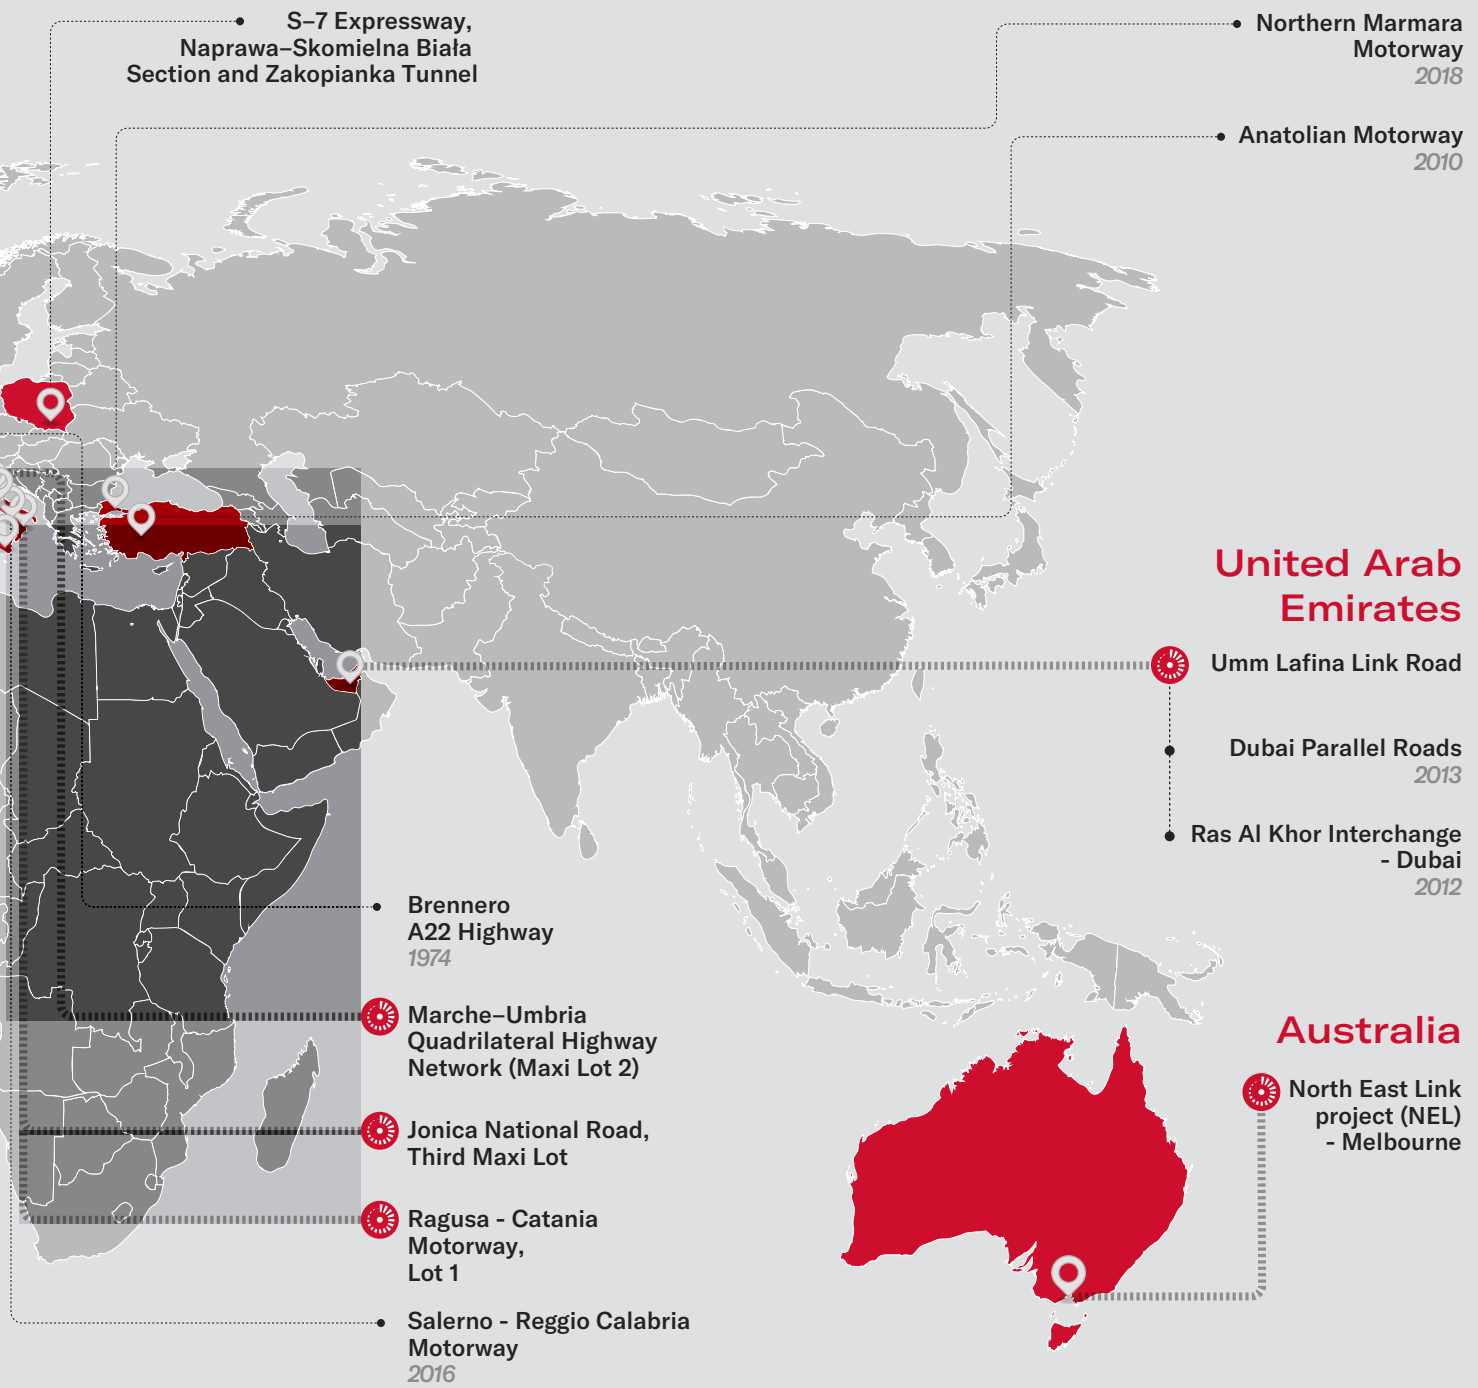 S–7 Expressway,
Naprawa–Skomielna Biała
Section and Zakopianka Tunnel
Northern Marmara
Motorway
2018
Anatolian Motorway
2010
United Arab
Emirates
Umm Lafina Link Road
Dubai Parallel Roads
2013
Ras Al Khor Interchange
- Dubai
2012
Brennero
A22 Highway
1974
Marche–Umbria
Quadrilateral Highway
Network (Maxi Lot 2)
Jonica National Road,
Third Maxi Lot
Ragusa - Catania
Motorway,
Lot 1
Salerno - Reggio Calabria
Motorway
2016
Australia
North East Link
project (NEL)
- Melbourne